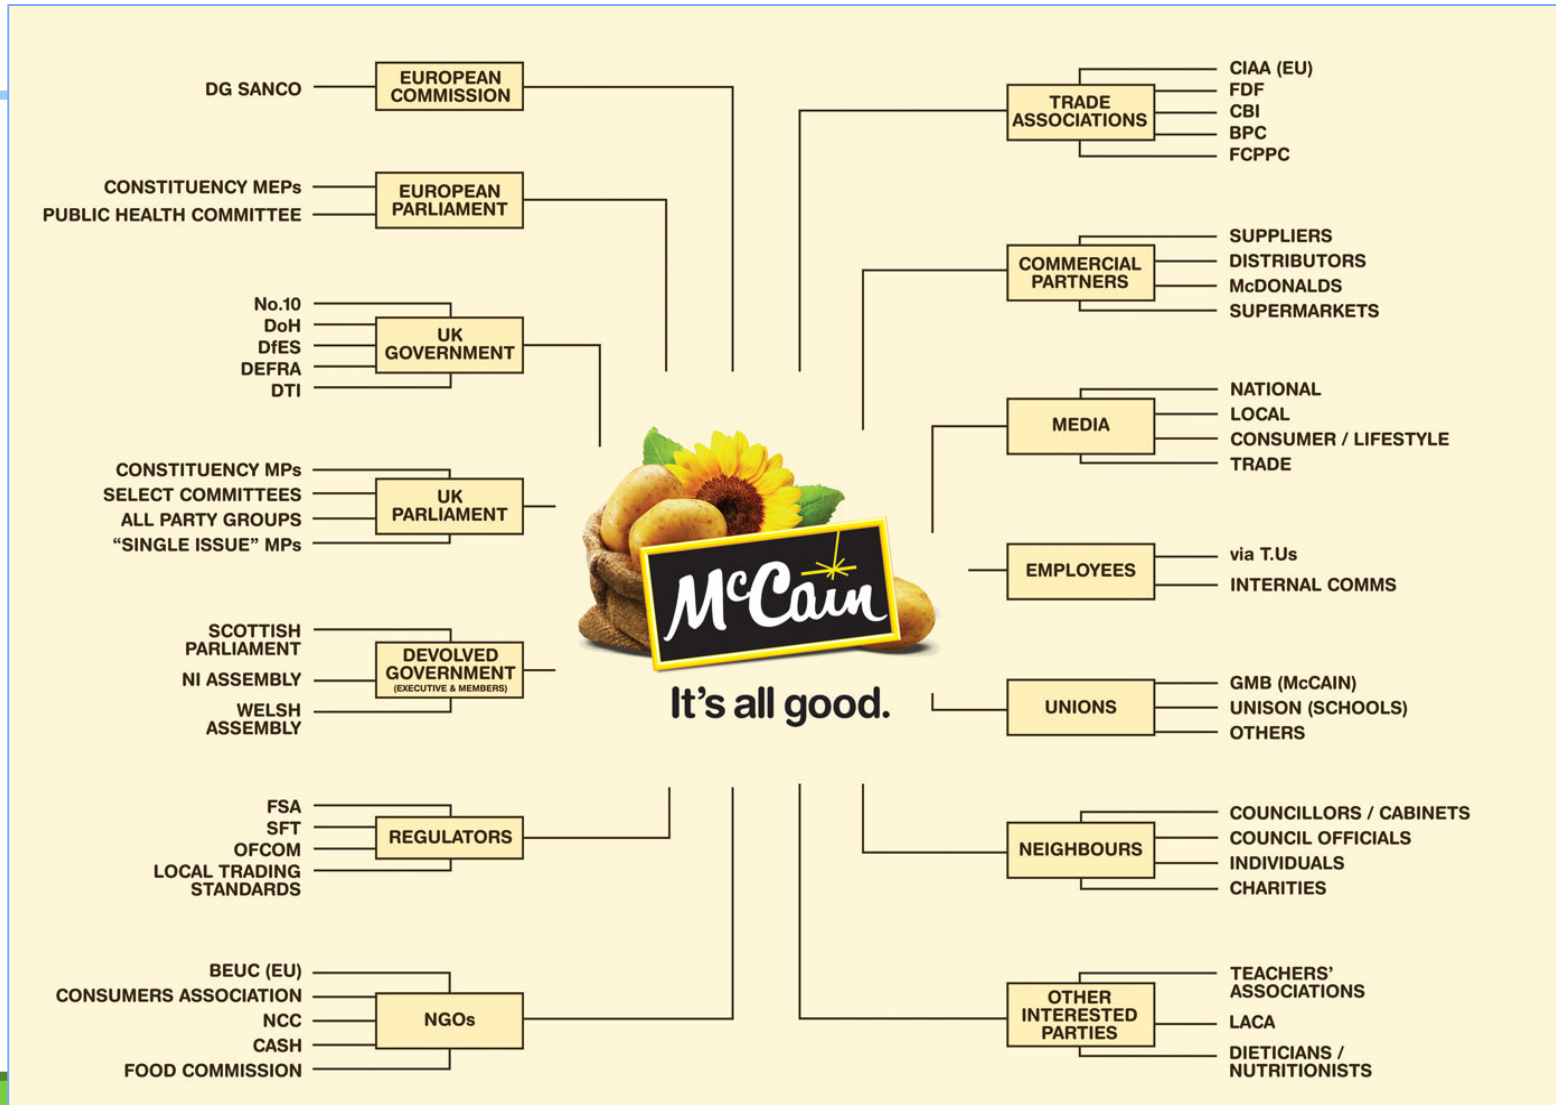 DG SANCO
EUROPEAN
COMMISSION
CONSTITUENCY MEPs
PUBLIC HEALTH COMMITTEE
EUROPEAN
PARLIAMENT
No.10
DoH
DfES
DEFRA
DTI
UK
GOVERNMENT
CONSTITUENCY MPs
SELECT COMMITTEES
ALL PARTY GROUPS
“SINGLE ISSUE” MPs
UK
PARLIAMENT
SCOTTISH
PARLIAMENT
NI ASSEMBLY
WELSH
ASSEMBLY
DEVOLVED
GOVERNMENT
(EXECUTIVE & MEMBERS)
FSA
SFT
OFCOM
LOCAL TRADING
STANDARDS
REGULATORS
BEUC (EU)
CONSUMERS ASSOCIATION
NCC
CASH
FOOD COMMISSION
NGOs
McCain
It’s all good.
TRADE
ASSOCIATIONS
CIAA (EU)
FDF
CBI
BPC
FCPPC
COMMERCIAL
PARTNERS
SUPPLIERS
DISTRIBUTORS
McDONALDS
SUPERMARKETS
MEDIA
NATIONAL
LOCAL
CONSUMER / LIFESTYLE
TRADE
EMPLOYEES
via T.Us
INTERNAL COMMS
UNIONS
GMB (McCAIN)
UNISON (SCHOOLS)
OTHERS
NEIGHBOURS
COUNCILLORS / CABINETS
COUNCIL OFFICIALS
INDIVIDUALS
CHARITIES
OTHER
INTERESTED
PARTIES
TEACHERS’
ASSOCIATIONS
LACA
DIETICIANS /
NUTRITIONISTS